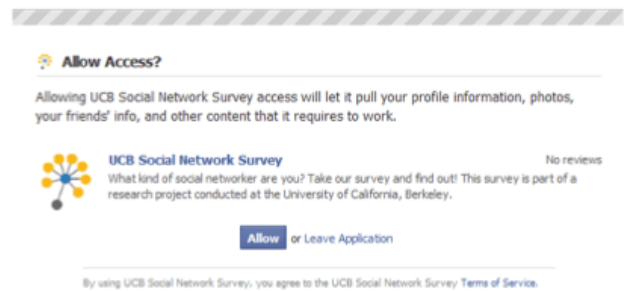 Allow Access?
Allowing UCB Social Network Survey access will let it pull your profile information, photos,
your friends' info, and other content that it requires to work.
UCB Social Network Survey No reviews
What kind of social networker are you? Take our survey and find out! This survey is part of a
research project conducted at the University of California, Berkeley.
Allow or Leave Application
By using UCB Social Network Survey, you agree to the UCB Social Network Survey Terms of Service.